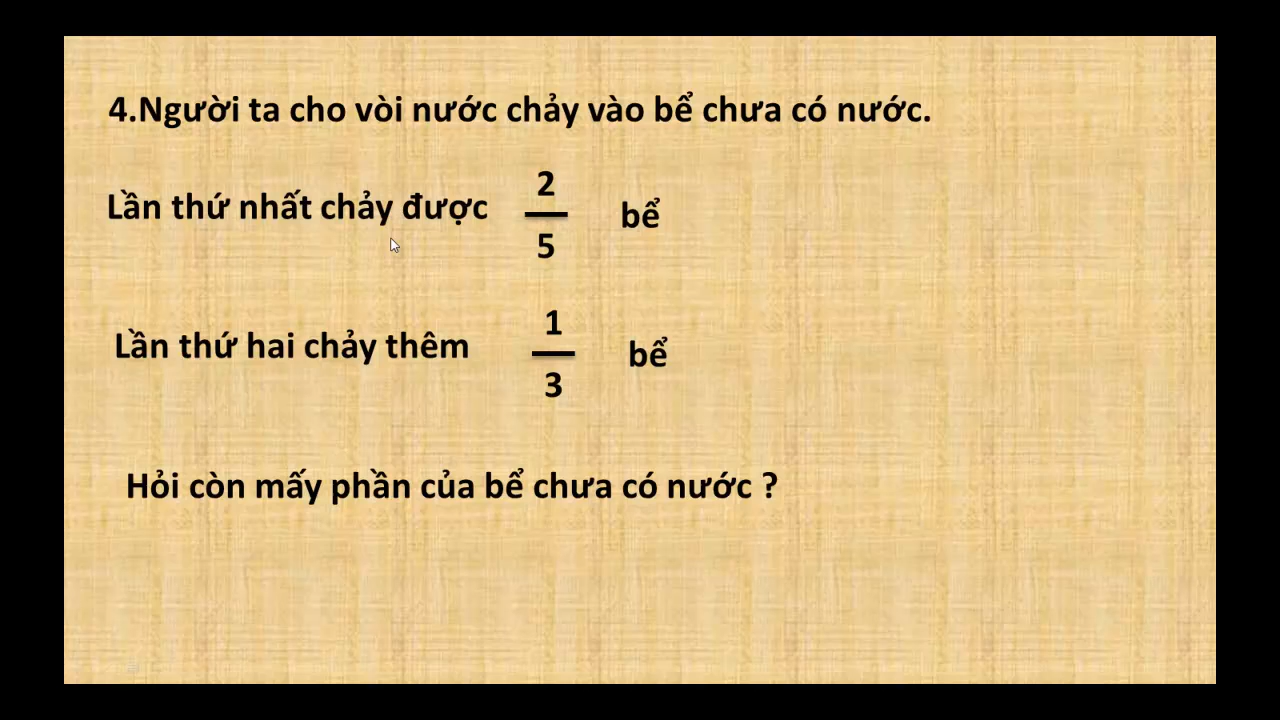 4.Người ta cho vòi nước chảy vào bể chưa có nước.
Lần thứ nhất chảy được 2/5 bể
Lần thứ hai chảy thêm 1/3 bể
Hỏi còn mấy phần của bể chưa có nước ?